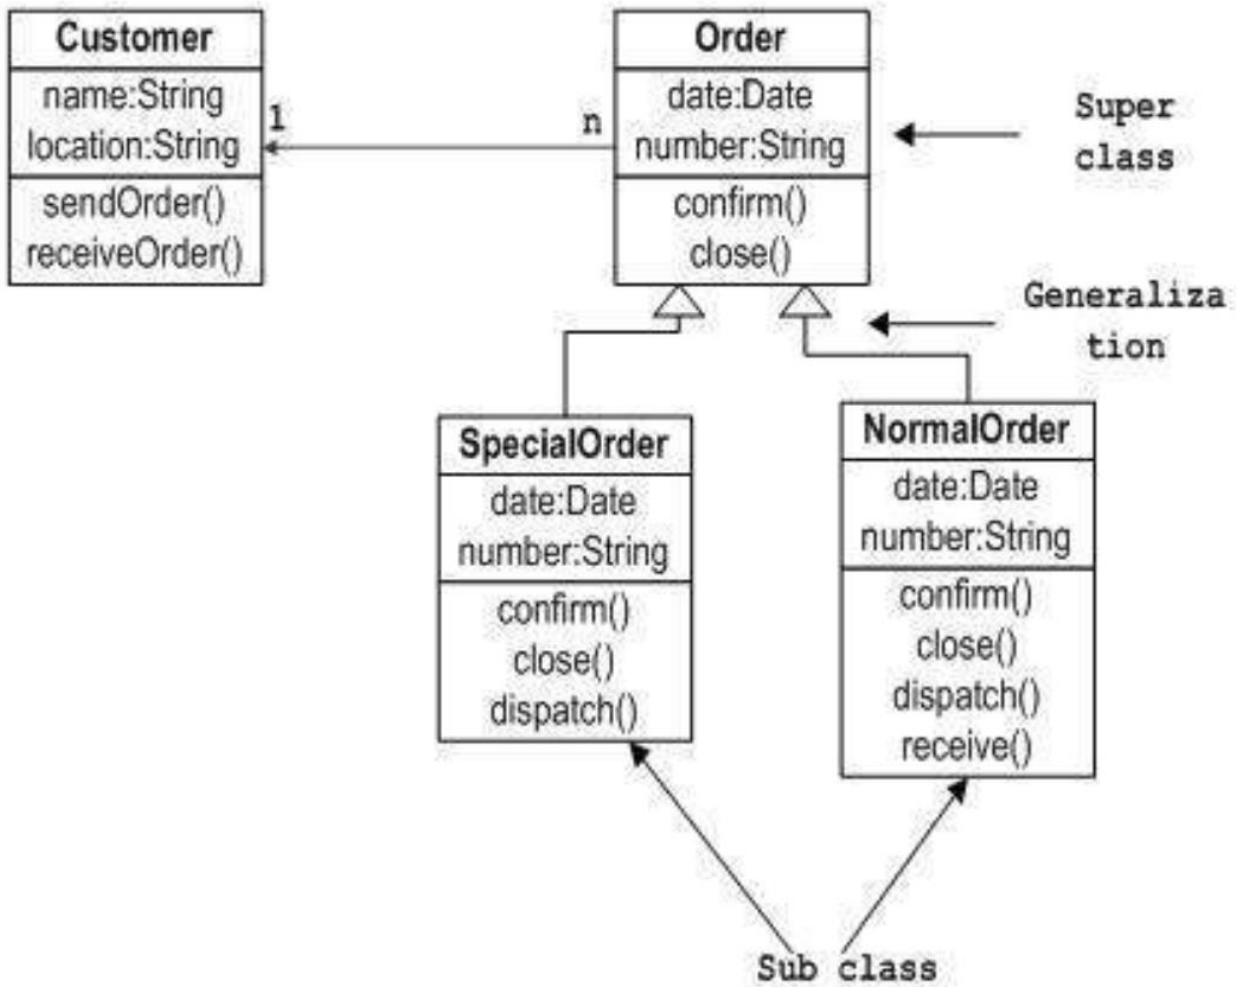 Customer
name:String
location:String
sendOrder()
receiveOrder()
1
n
Order
date:Date
number:String
confirm()
close()
Super
class
Generaliza
tion
SpecialOrder
date:Date
number:String
confirm()
close()
dispatch()
NormalOrder
date:Date
number:String
confirm()
close()
dispatch()
receive()
Sub class